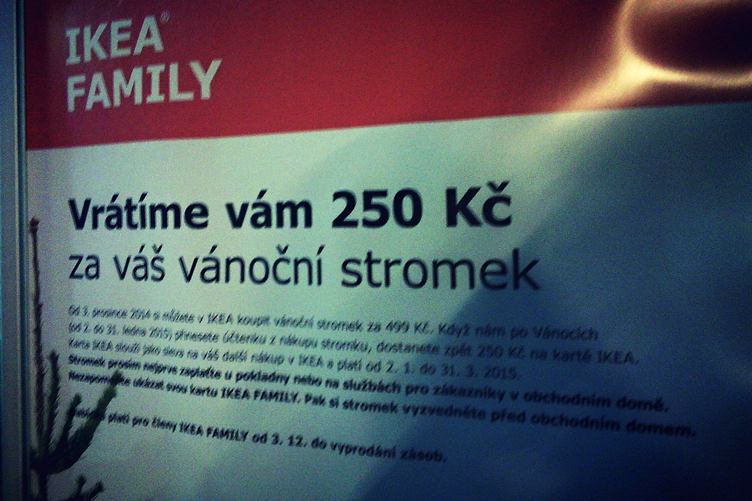 IKEA®
FAMILY
Vrátíme vám 250 Kč
za váš vánoční stromek
Od 3. prosince 2014 si můžete v IKEA koupit vánoční stromek za 499 Kč. Když nám po Vánocích
(od 2. do 31. ledna 2015) přinesete účtenku z nákupu stromku, dostanete zpět 250 Kč na kartě IKEA.
Karta IKEA slouží jako sleva na váš další nákup v IKEA a platí od 2. 1. do 31. 3. 2015.
Stromek prosím nejprve zaplaťte u pokladny nebo na službách pro zákazníky v obchodním domě.
Nezapomeňte ukázat svou kartu IKEA FAMILY. Pak si stromek vyzvedněte před obchodním domem.
platí pro členy IKEA FAMILY od 3. 12. do vyprodání zásob.